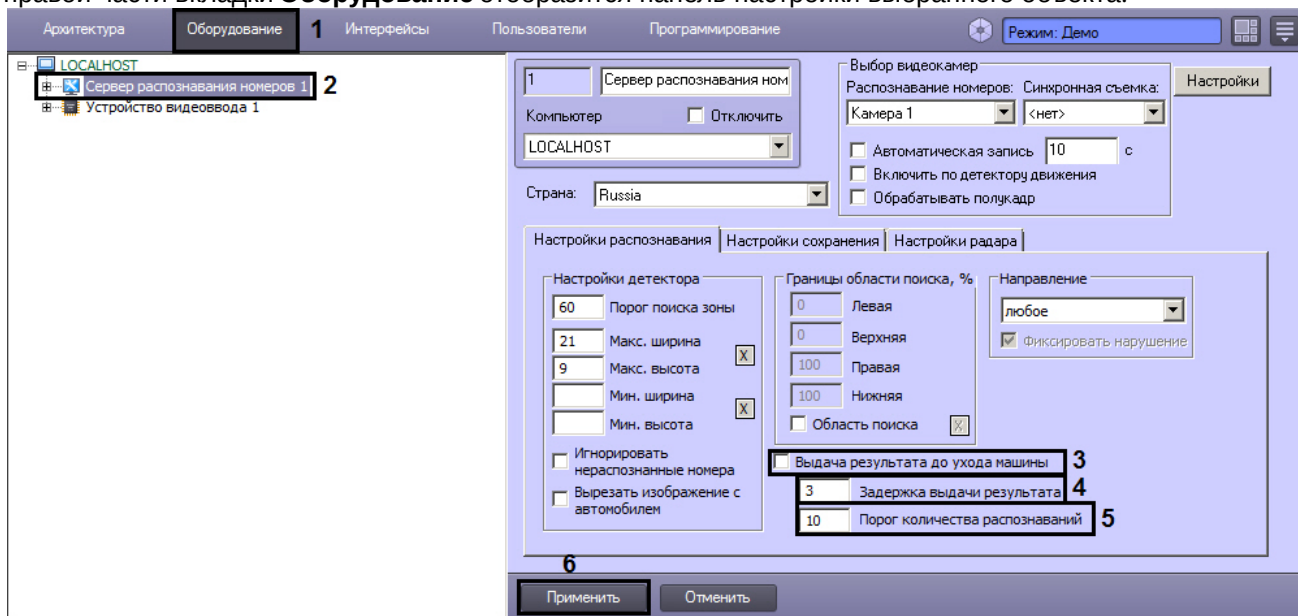 правой части вкладки Оборудование отобразится панель настройки выбранного объекта.
Архитектура Оборудование 1 Интерфейсы Пользователи Программирование Режим: Демо
LOCALHOST
Сервер распознавания номеров 1 2
Устройство видеоввода 1
1 Сервер распознавания ном
Компьютер Отключить
LOCALHOST
Страна: Russia
Выбор видеокамер
Распознавание номеров: Синхронная съемка:
Камера 1 <нет>
Автоматическая запись 10 с
Включить по детектору движения
Обрабатывать полукадр
Настройки
Настройки распознавания Настройки сохранения Настройки радара
Настройки детектора
60 Порог поиска зоны
21 Макс. ширина
9 Макс. высота
X
Мин. ширина
Мин. высота
X
Игнорировать
нераспознанные номера
Вырезать изображение с
автомобилем
Границы области поиска, %
0 Левая
0 Верхняя
100 Правая
100 Нижняя
Область поиска X
Направление
любое
Фиксировать нарушение
Выдача результата до ухода машины 3
3 Задержка выдачи результата 4
10 Порог количества распознаваний 5
6
Применить Отменить